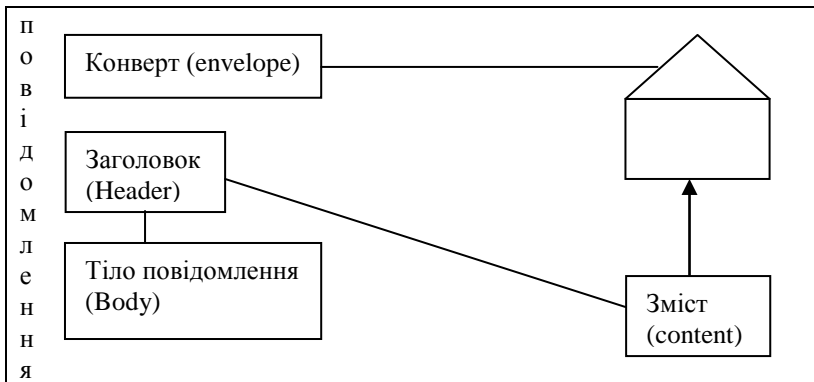 повідомлення
Конверт (envelope)
Заголовок
(Header)
Тіло повідомлення
(Body)
Зміст
(content)